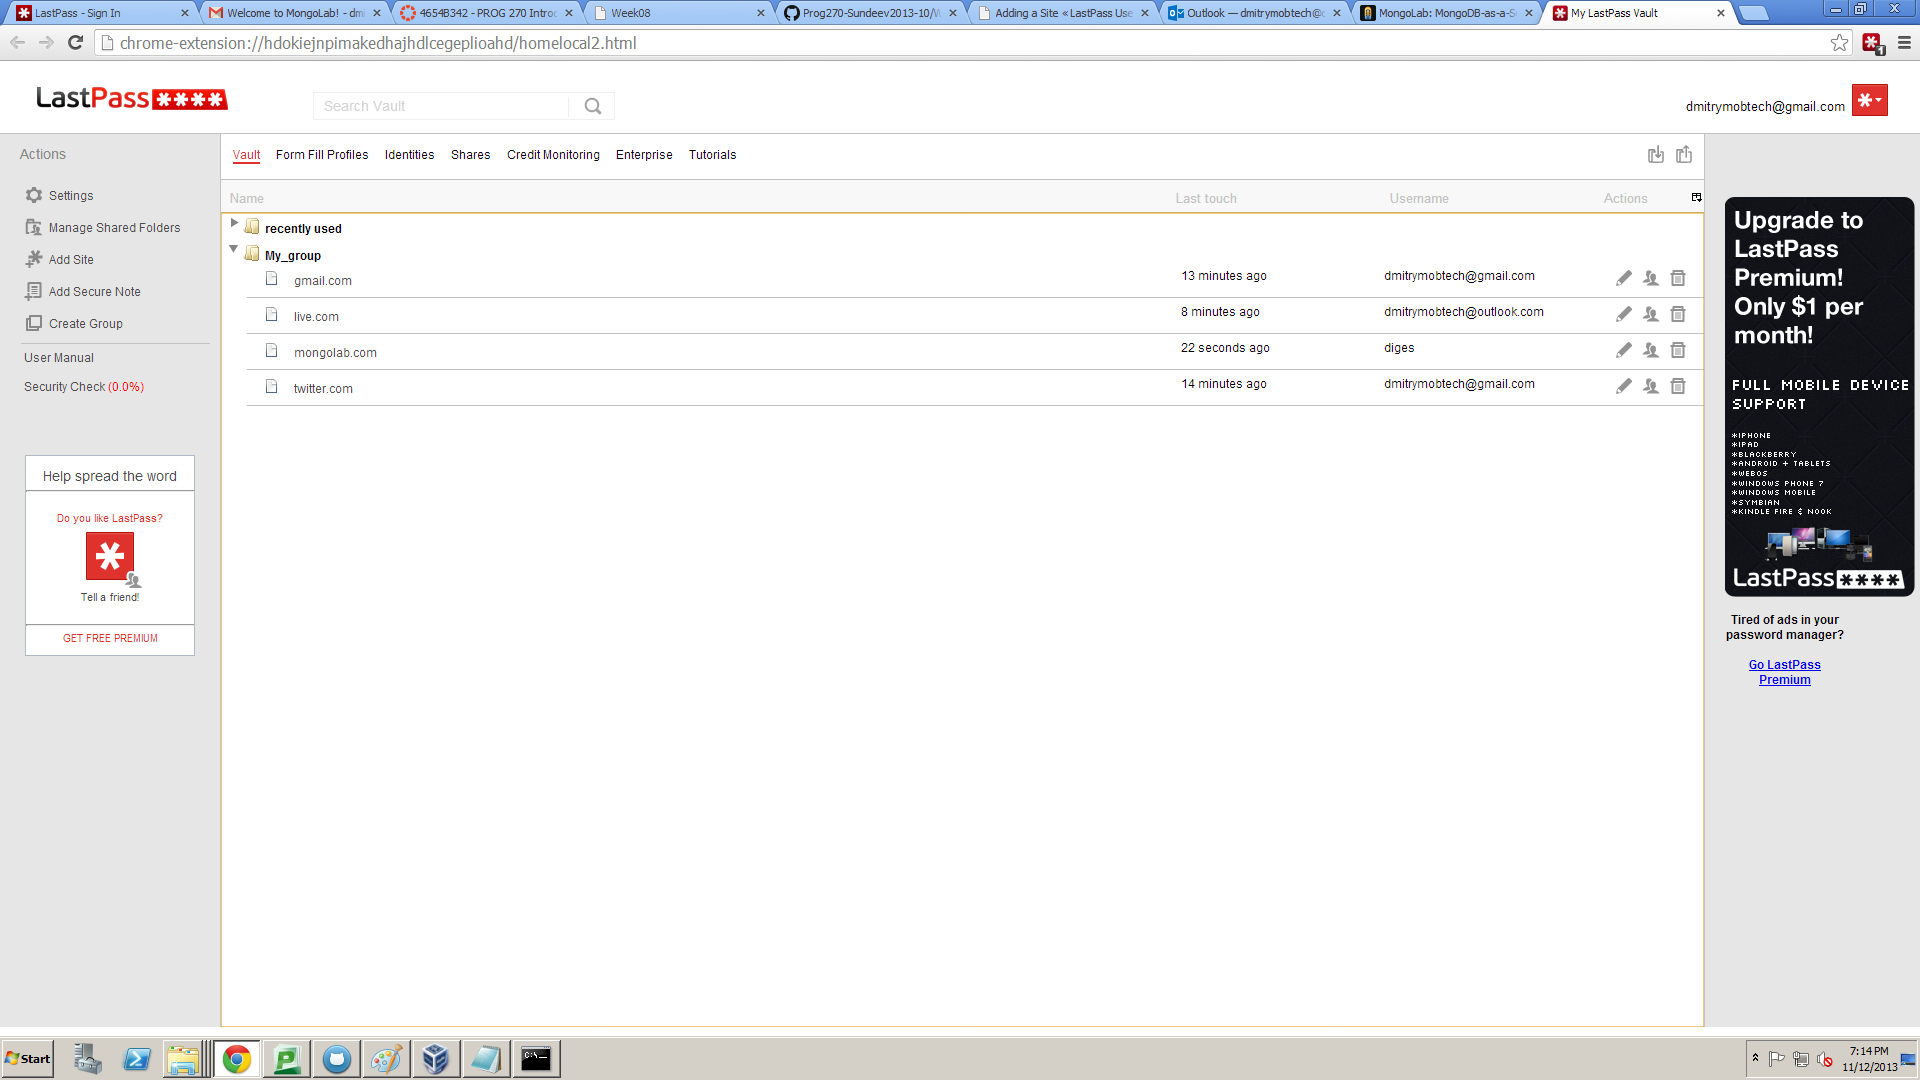 LastPass - Sign In
Welcome to MongoLab! - dmi
4654B342 - PROG 270 Introd
Week08
Prog270-Sundeev2013-10/W
Adding a Site « LastPass Use
Outlook — dmitrymobtech@o
MongoLab: MongoDB-as-a-S
My LastPass Vault
chrome-extension://hdokiejnpimakedhajhdlcegeplioahd/homelocal2.html
1
LastPass ****
Search Vault
dmitrymobtech@gmail.com
Actions
Settings
Manage Shared Folders
Add Site
Add Secure Note
Create Group
User Manual
Security Check (0.0%)
Help spread the word
Do you like LastPass?
Tell a friend!
GET FREE PREMIUM
Vault Form Fill Profiles Identities Shares Credit Monitoring Enterprise Tutorials
Name Last touch Username Actions
recently used
My_group
gmail.com 13 minutes ago dmitrymobtech@gmail.com
live.com 8 minutes ago dmitrymobtech@outlook.com
mongolab.com 22 seconds ago diges
twitter.com 14 minutes ago dmitrymobtech@gmail.com
Upgrade to
LastPass
Premium!
Only $1 per
month!
FULL MOBILE DEVICE
SUPPORT
*IPHONE
*IPAD
*BLACKBERRY
*ANDROID + TABLETS
*WEBOS
*WINDOWS PHONE 7
*WINDOWS MOBILE
*SYMBIAN
*KINDLE FIRE & NOOK
LastPass ****
Tired of ads in your
password manager?
Go LastPass
Premium
Start
C:\
7:14 PM
11/12/2013